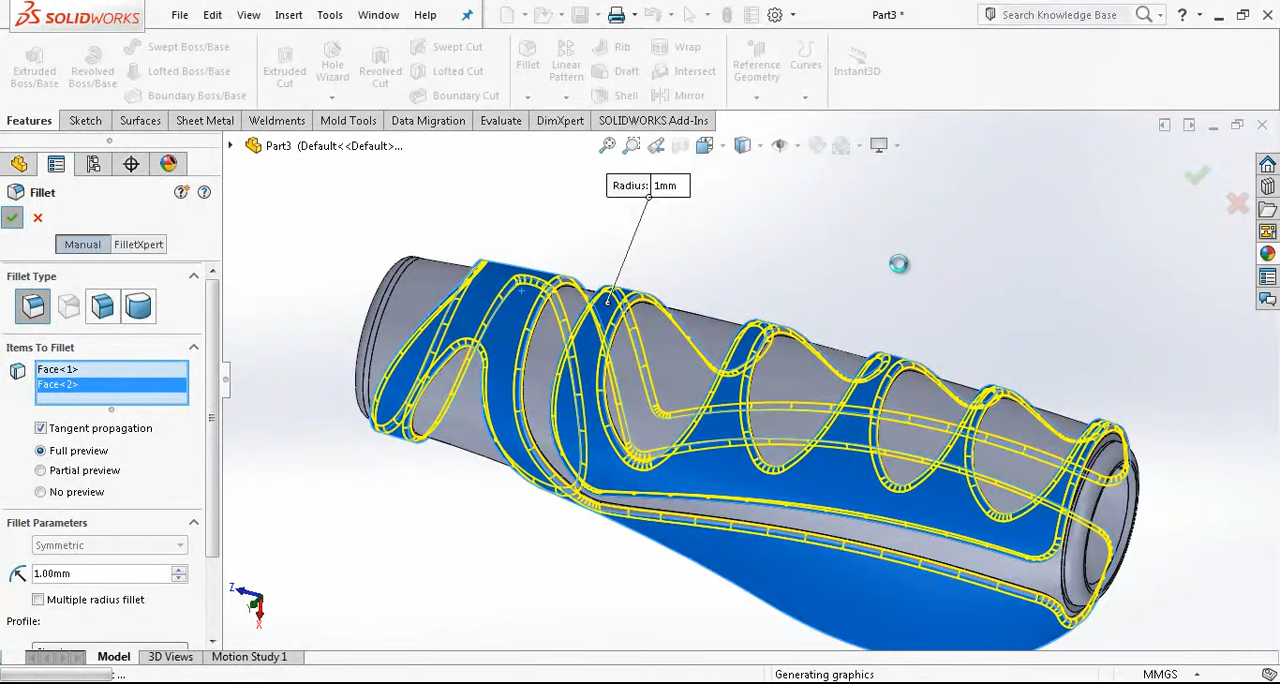 SOLIDWORKS
File Edit View Insert Tools Window Help
Part3 *
Search Knowledge Base
?
Extruded Boss/Base
Revolved Boss/Base
Swept Boss/Base
Lofted Boss/Base
Boundary Boss/Base
Extruded Cut
Hole Wizard
Revolved Cut
Swept Cut
Lofted Cut
Boundary Cut
Fillet
Linear Pattern
Rib
Draft
Shell
Wrap
Intersect
Mirror
Reference Geometry
Curves
Instant3D
Features Sketch Surfaces Sheet Metal Weldments Mold Tools Data Migration Evaluate DimXpert SOLIDWORKS Add-Ins
Part3 (Default<<Default>...
Fillet
Manual FilletXpert
Fillet Type
Items To Fillet
Face<1>
Face<2>
Tangent propagation
Full preview
Partial preview
No preview
Fillet Parameters
Symmetric
1.00mm
Multiple radius fillet
Profile:
Radius: 1mm
Z
Y
X
Model 3D Views Motion Study 1
: ...
Generating graphics
MMGS